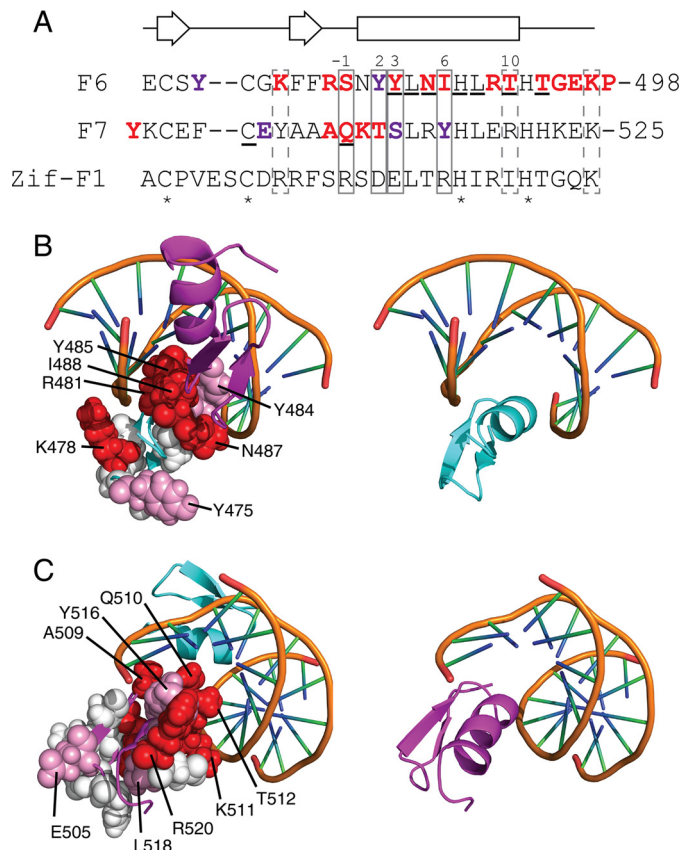 A
-1 2 3 6 10
F6 ECSY--CGKFFRSNYYLNIHLRTHTGEKP-498
F7 YKCEF--CEYAAAQKTSLRYHLERHHKEK-525
Zif-F1 ACPVESCDRRFSRSDELTRHIRIHTGQK
* * * *
B
Y485
I488
R481
Y484
K478
N487
Y475
C
Q510
Y516
A509
T512
K511
E505
R520
L518